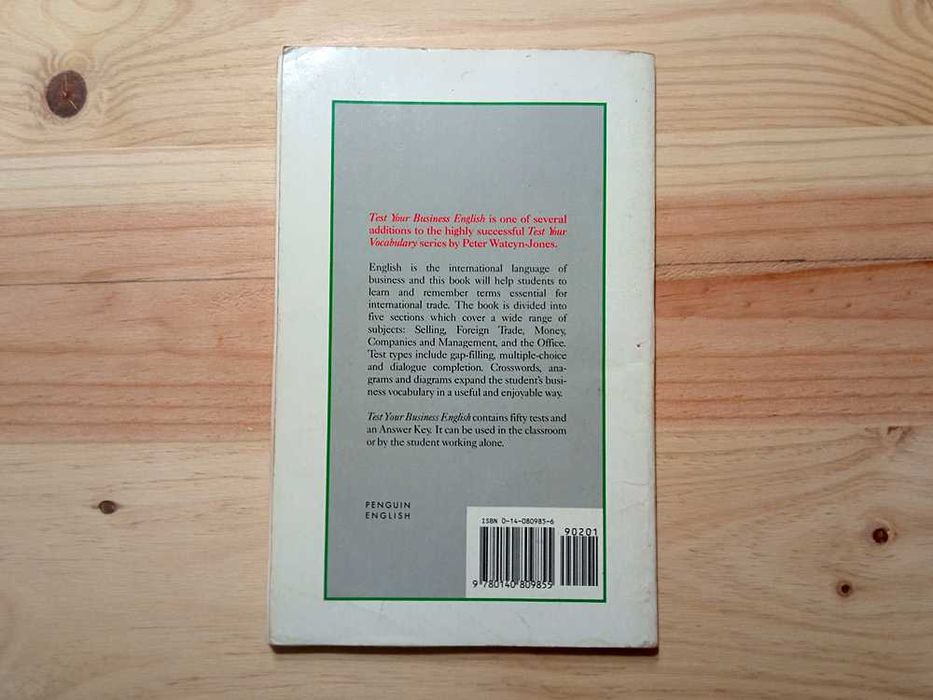 Test Your Business English is one of several
additions to the highly successful Test Your
Vocabulary series by Peter Watcyn-Jones.
English is the international language of
business and this book will help students to
learn and remember terms essential for
international trade. The book is divided into
five sections which cover a wide range of
subjects: Selling, Foreign Trade, Money,
Companies and Management, and the Office.
Test types include gap-filling, multiple-choice
and dialogue completion. Crosswords, ana-
grams and diagrams expand the student's busi-
ness vocabulary in a useful and enjoyable way.
Test Your Business English contains fifty tests and
an Answer Key. It can be used in the classroom
or by the student working alone.
PENGUIN
ENGLISH
ISBN 0-14-080985-6
90201
9 780140 809855